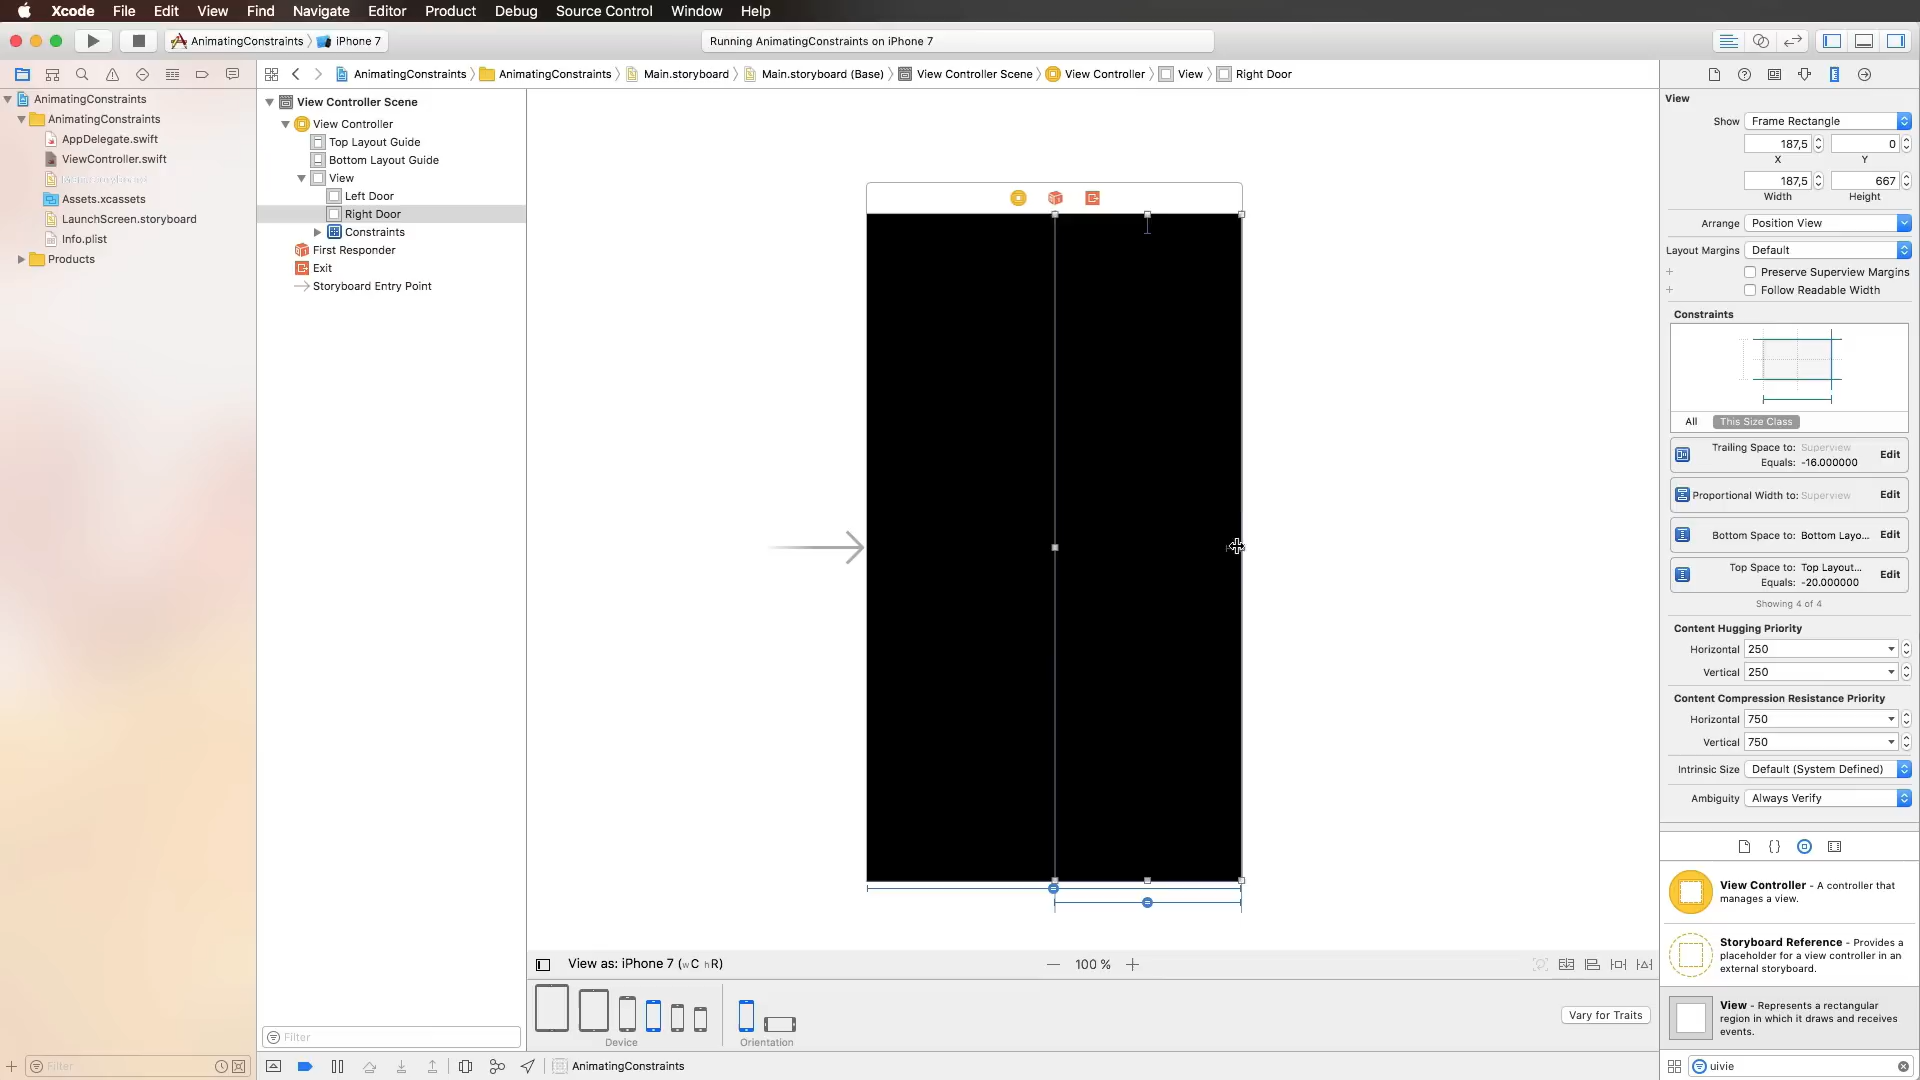 Xcode File Edit View Find Navigate Editor Product Debug Source Control Window Help
AnimatingConstraints iPhone 7
Running AnimatingConstraints on iPhone 7
AnimatingConstraints AnimatingConstraints Main.storyboard Main.storyboard (Base) View Controller Scene View Controller View Right Door
AnimatingConstraints
AnimatingConstraints
AppDelegate.swift
ViewController.swift
Main.storyboard
Assets.xcassets
LaunchScreen.storyboard
Info.plist
Products
Filter
View Controller Scene
View Controller
Top Layout Guide
Bottom Layout Guide
View
Left Door
Right Door
Constraints
First Responder
Exit
Storyboard Entry Point
Filter
View as: iPhone 7 (wC hR)
100 %
Device
Orientation
Vary for Traits
AnimatingConstraints
View
Show Frame Rectangle
187,5 0
X Y
187,5 667
Width Height
Arrange Position View
Layout Margins Default
Preserve Superview Margins
Follow Readable Width
Constraints
All This Size Class
Trailing Space to: Superview
Equals: -16.000000
Edit
Proportional Width to: Superview Edit
Bottom Space to: Bottom Layo... Edit
Top Space to: Top Layout...
Equals: -20.000000
Edit
Showing 4 of 4
Content Hugging Priority
Horizontal 250
Vertical 250
Content Compression Resistance Priority
Horizontal 750
Vertical 750
Intrinsic Size Default (System Defined)
Ambiguity Always Verify
View Controller - A controller that
manages a view.
Storyboard Reference - Provides a
placeholder for a view controller in an
external storyboard.
View - Represents a rectangular
region in which it draws and receives
events.
uivie